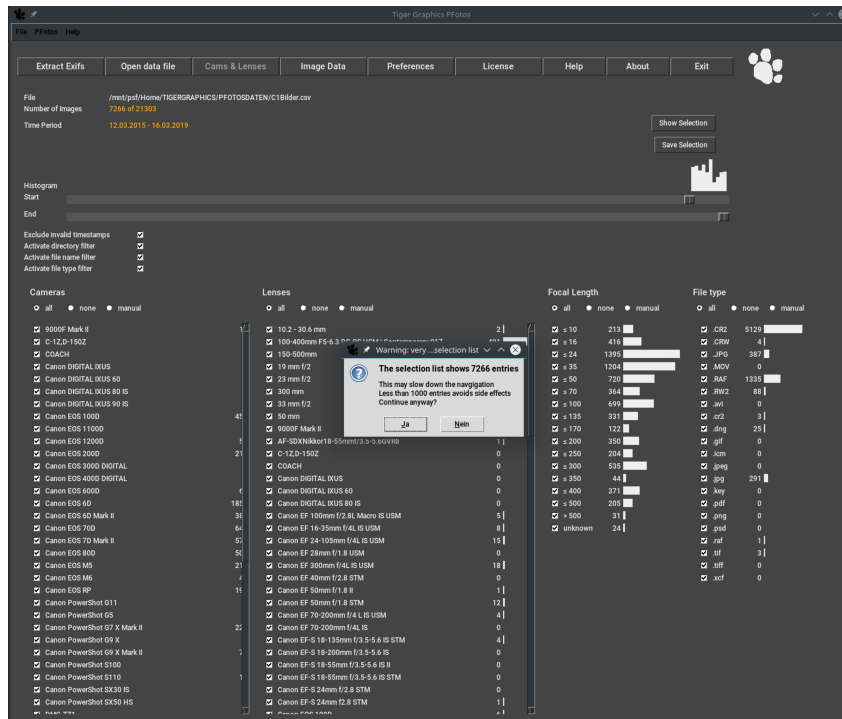 Tiger Graphics PFotos
File PFotos Help
Extract Exifs Open data file Cams & Lenses Image Data Preferences License Help About Exit
File /mnt/psf/Home/TIGERGRAPHICS/PFOTOSDATEN/C1Bilder.csv
Number of Images 7266 of 21303
Time Period 12.03.2015 - 16.03.2019
Show Selection
Save Selection
Histogram
Start
End
Exclude invalid timestamps
Activate directory filter
Activate file name filter
Activate file type filter
Cameras
all none manual
9000F Mark II
C-1Z,D-150Z
COACH
Canon DIGITAL IXUS
Canon DIGITAL IXUS 60
Canon DIGITAL IXUS 80 IS
Canon DIGITAL IXUS 90 IS
Canon EOS 100D
Canon EOS 1100D
Canon EOS 1200D
Canon EOS 200D
Canon EOS 300D DIGITAL
Canon EOS 400D DIGITAL
Canon EOS 600D
Canon EOS 6D
Canon EOS 6D Mark II
Canon EOS 70D
Canon EOS 7D Mark II
Canon EOS 80D
Canon EOS M5
Canon EOS M6
Canon EOS RP
Canon PowerShot G11
Canon PowerShot G5
Canon PowerShot G7 X Mark II
Canon PowerShot G9 X
Canon PowerShot G9 X Mark II
Canon PowerShot S100
Canon PowerShot S110
Canon PowerShot SX30 IS
Canon PowerShot SX50 HS
Lenses
all none manual
10.2 - 30.6 mm 2
100-400mm F5-6.3
150-500mm
19 mm f/2
23 mm f/2
300 mm
33 mm f/2
50 mm
9000F Mark II
AF-SDXNikkor18-55mmf/3.5-5.6GVRII 1
C-1Z,D-150Z 0
COACH 0
Canon DIGITAL IXUS 0
Canon DIGITAL IXUS 60 0
Canon DIGITAL IXUS 80 IS 0
Canon EF 100mm f/2.8L Macro IS USM 5
Canon EF 16-35mm f/4L IS USM 8
Canon EF 24-105mm f/4L IS USM 15
Canon EF 28mm f/1.8 USM 0
Canon EF 300mm f/4L IS USM 18
Canon EF 40mm f/2.8 STM 0
Canon EF 50mm f/1.8 II 1
Canon EF 50mm f/1.8 STM 12
Canon EF 70-200mm f/4 L IS USM 4
Canon EF 70-200mm f/4L IS 0
Canon EF-S 18-135mm f/3.5-5.6 IS STM 4
Canon EF-S 18-200mm f/3.5-5.6 IS 0
Canon EF-S 18-55mm f/3.5-5.6 IS II 0
Canon EF-S 18-55mm f/3.5-5.6 IS STM 0
Canon EF-S 24mm f/2.8 STM 0
Canon EF-S 24mm f2.8 STM 1
Warning: very ...selection list
The selection list shows 7266 entries
This may slow down the navgigation
Less than 1000 entries avoids side effects
Continue anyway?
Ja Nein
Focal Length
all none manual
≤ 10 213
≤ 16 416
≤ 24 1395
≤ 35 1204
≤ 50 720
≤ 70 364
≤ 100 699
≤ 135 331
≤ 170 122
≤ 200 350
≤ 250 204
≤ 300 535
≤ 350 44
≤ 400 371
≤ 500 205
> 500 31
unknown 24
File type
all none manual
.CR2 5129
.CRW 4
.JPG 387
.MOV 0
.RAF 1335
.RW2 88
.avi 0
.cr2 3
.dng 25
.gif 0
.icm 0
.jpeg 0
.jpg 291
.key 0
.pdf 0
.png 0
.psd 0
.raf 1
.tif 3
.tiff 0
.xcf 0